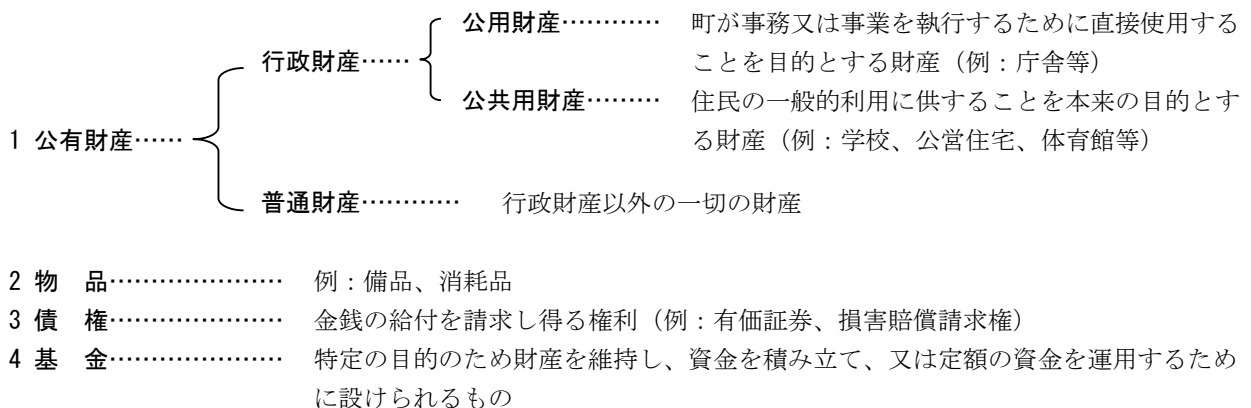 公用財産………… 町が事務又は事業を執行するために直接使用する
行政財産…… ことを目的とする財産（例：庁舎等）
公共用財産……… 住民の一般的利用に供することを本来の目的とす
1 公有財産…… る財産（例：学校、公営住宅、体育館等）
普通財産………… 行政財産以外の一切の財産
2 物　品………………… 例：備品、消耗品
3 債　権………………… 金銭の給付を請求し得る権利（例：有価証券、損害賠償請求権）
4 基　金………………… 特定の目的のため財産を維持し、資金を積み立て、又は定額の資金を運用するため
に設けられるもの